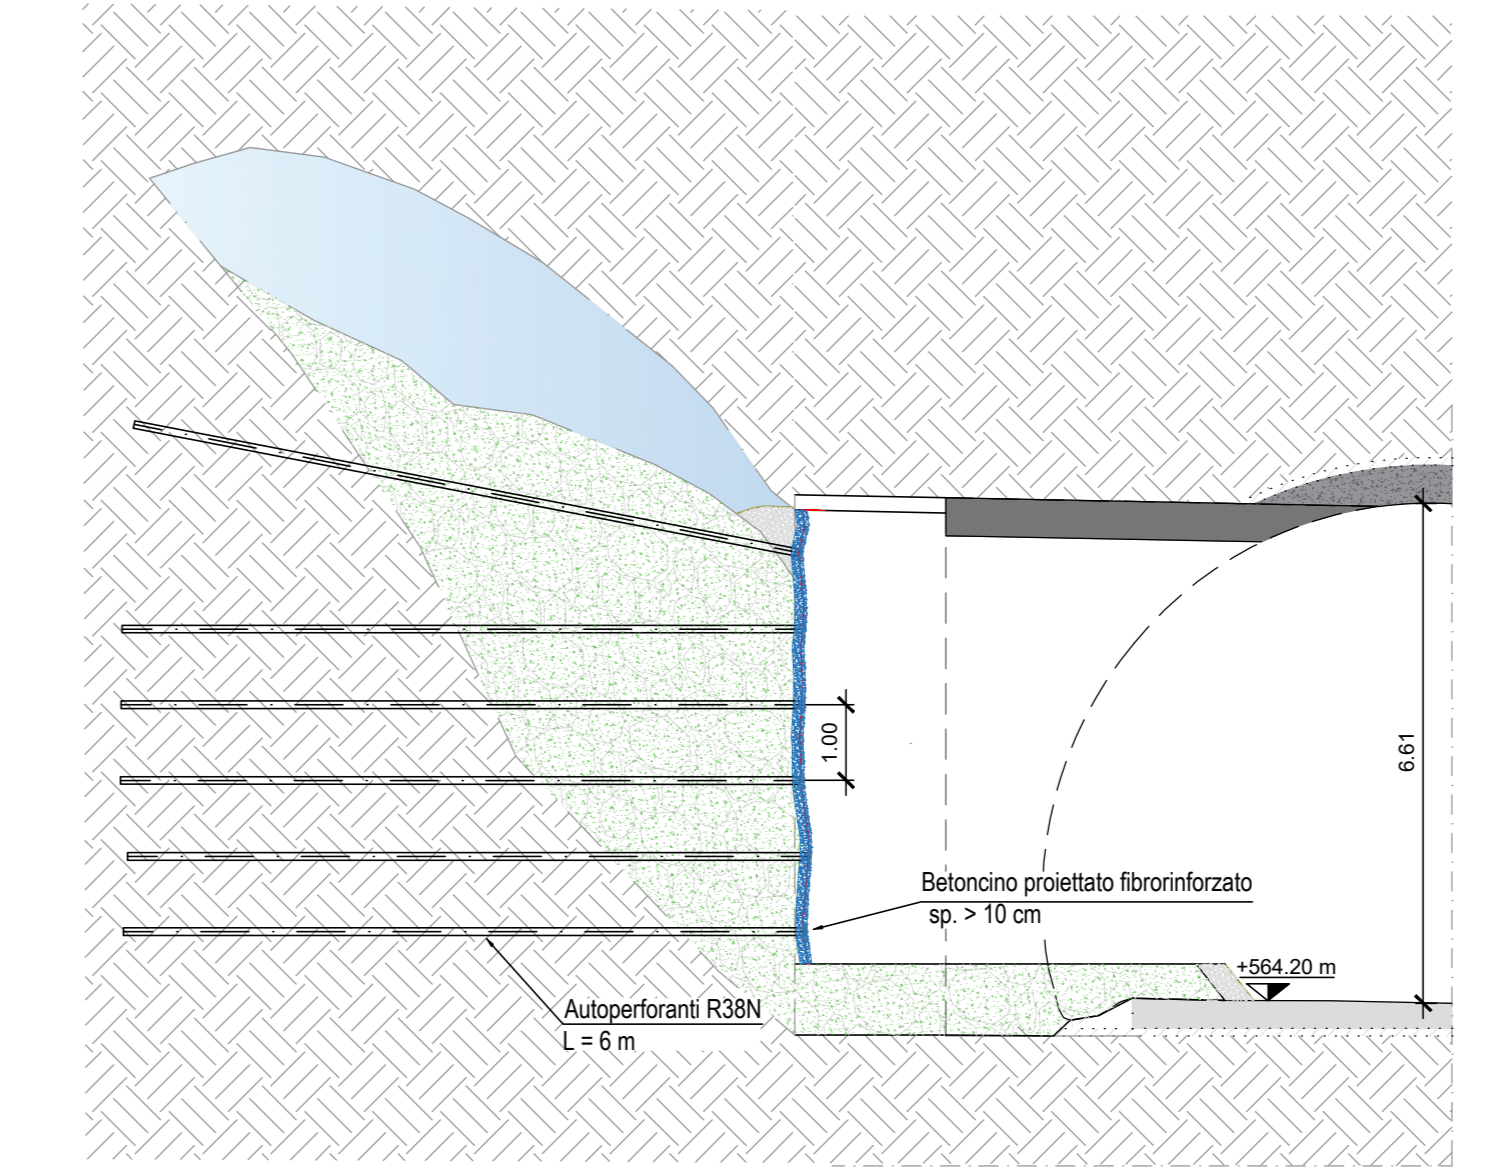 1.00
6.61
Betoncino proiettato fibrorinforzato
sp. > 10 cm
+564.20 m
Autoperforanti R38N
L = 6 m